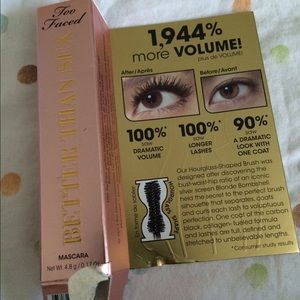 Too Faced
BETTER THAN SEX
MASCARA
Net Wt. 4.8 g / 0.17 Oz
1,944%
more VOLUME!
plus de VOLUME!
After/Après
Before/Avant
100%*
SAW
DRAMATIC
VOLUME
100%*
SAW
LONGER
LASHES
90%*
SAW
A DRAMATIC
LOOK WITH
ONE COAT
Our Hourglass-Shaped Brush was
designed after discovering the
bust-waist-hip ratio of an iconic
silver screen Blonde Bombshell
held the secret to the perfect brush
silhouette that separates, coats
and curls each lash to voluptuous
perfection. One coat of this carbon
black, collagen-fueled formula
and lashes are full, defined and
stretched to unbelievable lengths.
*Consumer study results